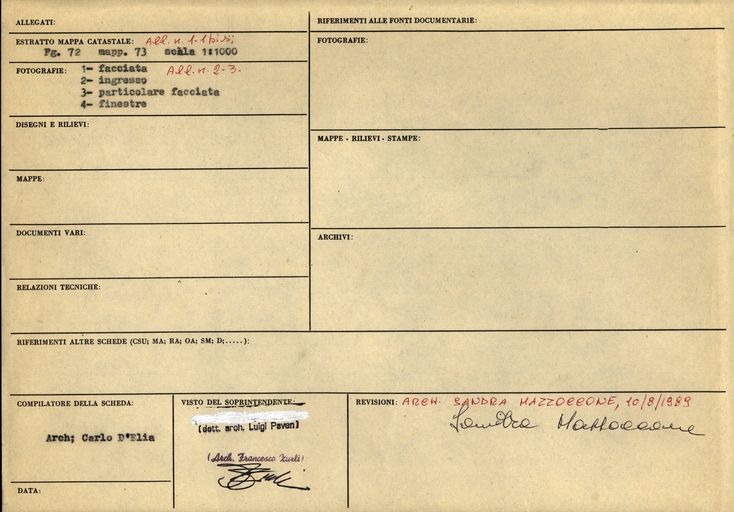 ALLEGATI:
ESTRATTO MAPPA CATASTALE: All. n. 1-1 bis;
Fg. 72 mapp. 73 scala 1:1000
FOTOGRAFIE: 1- facciata All. n. 2-3.
2- ingresso
3- particolare facciata
4- finestre
DISEGNI E RILIEVI:
MAPPE:
DOCUMENTI VARI:
RELAZIONI TECNICHE:
RIFERIMENTI ALLE FONTI DOCUMENTARIE:
FOTOGRAFIE:
MAPPE - RILIEVI - STAMPE:
ARCHIVI:
RIFERIMENTI ALTRE SCHEDE (CSU; MA; RA; OA; SM; D;.....):
COMPILATORE DELLA SCHEDA:
Arch; Carlo D'Elia
DATA:
VISTO DEL SOPRINTENDENTE:
(dott. arch. Luigi Pavan)
(Arch. Francesco Zurli)
REVISIONI: ARCH. SANDRA MAZZOCCONE, 10/8/1989
Sandra Mazzoccone